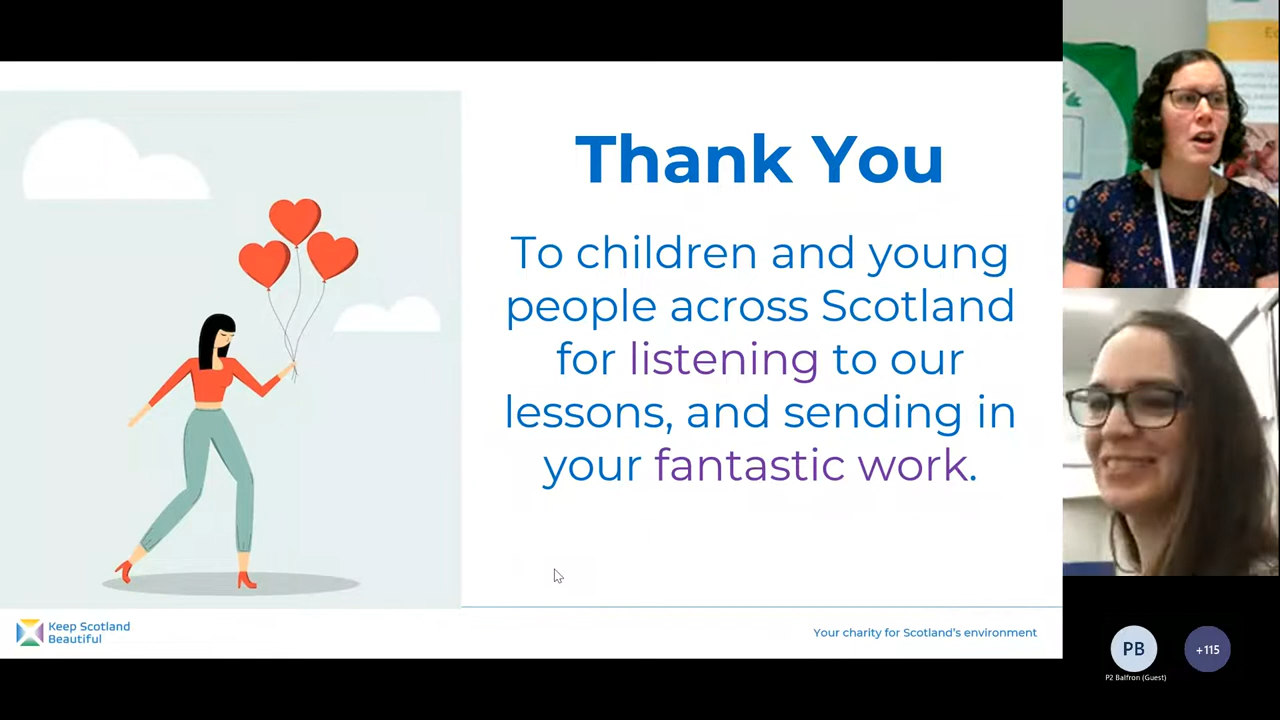 Thank You
To children and young
people across Scotland
for listening to our
lessons, and sending in
your fantastic work.
Keep Scotland
Beautiful
Your charity for Scotland's environment
PB
+115
P2 Balfron (Guest)